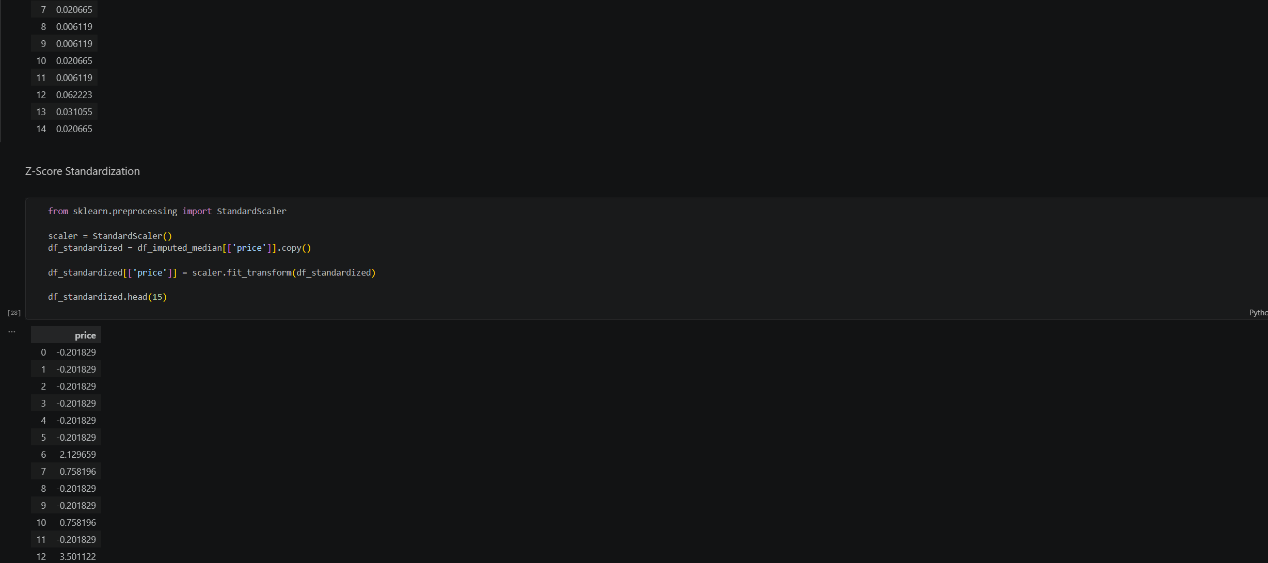 7 0.020665
8 0.006119
9 0.006119
10 0.020665
11 0.006119
12 0.062223
13 0.031055
14 0.020665
Z-Score Standardization
from sklearn.preprocessing import StandardScaler
scaler = StandardScaler()
df_standardized = df_imputed_median[['price']].copy()
df_standardized[['price']] = scaler.fit_transform(df_standardized)
df_standardized.head(15)
[28]
Pytho
...
price
0 -0.201829
1 -0.201829
2 -0.201829
3 -0.201829
4 -0.201829
5 -0.201829
6 2.129659
7 0.758196
8 0.201829
9 0.201829
10 0.758196
11 -0.201829
12 3.501122